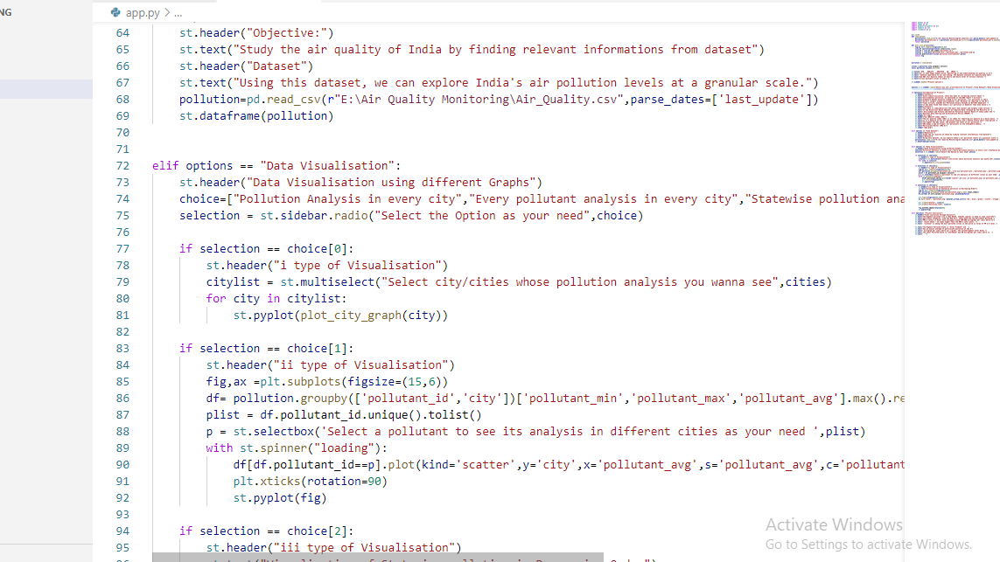 NG
app.py > ...
64 st.header("Objective:")
65 st.text("Study the air quality of India by finding relevant informations from dataset")
66 st.header("Dataset")
67 st.text("Using this dataset, we can explore India's air pollution levels at a granular scale.")
68 pollution=pd.read_csv(r"E:\Air Quality Monitoring\Air_Quality.csv",parse_dates=['last_update'])
69 st.dataframe(pollution)
70
71
72 elif options == "Data Visualisation":
73 st.header("Data Visualisation using different Graphs")
74 choice=["Pollution Analysis in every city","Every pollutant analysis in every city","Statewise pollution ana
75 selection = st.sidebar.radio("Select the Option as your need",choice)
76
77 if selection == choice[0]:
78 st.header("i type of Visualisation")
79 citylist = st.multiselect("Select city/cities whose pollution analysis you wanna see",cities)
80 for city in citylist:
81 st.pyplot(plot_city_graph(city))
82
83 if selection == choice[1]:
84 st.header("ii type of Visualisation")
85 fig,ax =plt.subplots(figsize=(15,6))
86 df= pollution.groupby(['pollutant_id','city'])['pollutant_min','pollutant_max','pollutant_avg'].max().re
87 plist = df.pollutant_id.unique().tolist()
88 p = st.selectbox('Select a pollutant to see its analysis in different cities as your need ',plist)
89 with st.spinner("loading"):
90 df[df.pollutant_id==p].plot(kind='scatter',y='city',x='pollutant_avg',s='pollutant_avg',c='pollutant
91 plt.xticks(rotation=90)
92 st.pyplot(fig)
93
94 if selection == choice[2]:
95 st.header("iii type of Visualisation")
Activate Windows
Go to Settings to activate Windows.